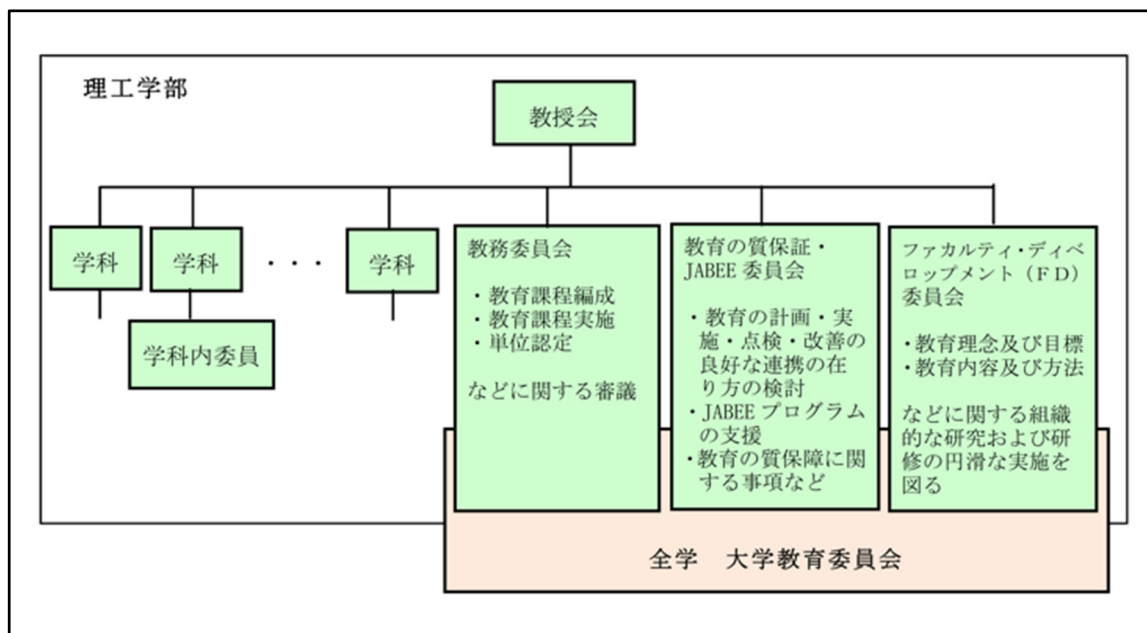 理工学部
教授会
学科
学科
・・・
学科
学科内委員
教務委員会
・教育課程編成
・教育課程実施
・単位認定
などに関する審議
教育の質保証・
JABEE 委員会
・教育の計画・実
施・点検・改善の
良好な連携の在
り方の検討
・JABEE プログラム
の支援
・教育の質保障に関
する事項など
ファカルティ・ディベ
ロップメント（ＦＤ）
委員会
・教育理念及び目標
・教育内容及び方法
などに関する組織
的な研究および研
修の円滑な実施を
図る
全学　大学教育委員会